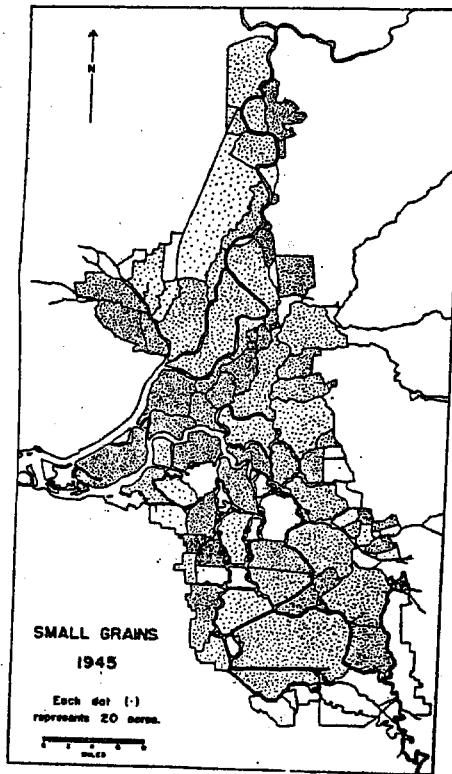 N
SMALL GRAINS
1945
Each dot (·)
represents 20 acres.
MILES